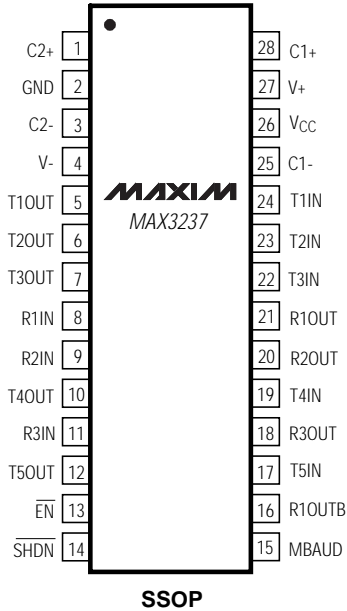 C2+ 1 28 C1+
GND 2 27 V+
C2- 3 26 VCC
V- 4 25 C1-
MAXIM
T1OUT 5 24 T1IN
MAX3237
T2OUT 6 23 T2IN
T3OUT 7 22 T3IN
R1IN 8 21 R1OUT
R2IN 9 20 R2OUT
T4OUT 10 19 T4IN
R3IN 11 18 R3OUT
T5OUT 12 17 T5IN
EN 13 16 R1OUTB
SHDN 14 15 MBAUD
SSOP